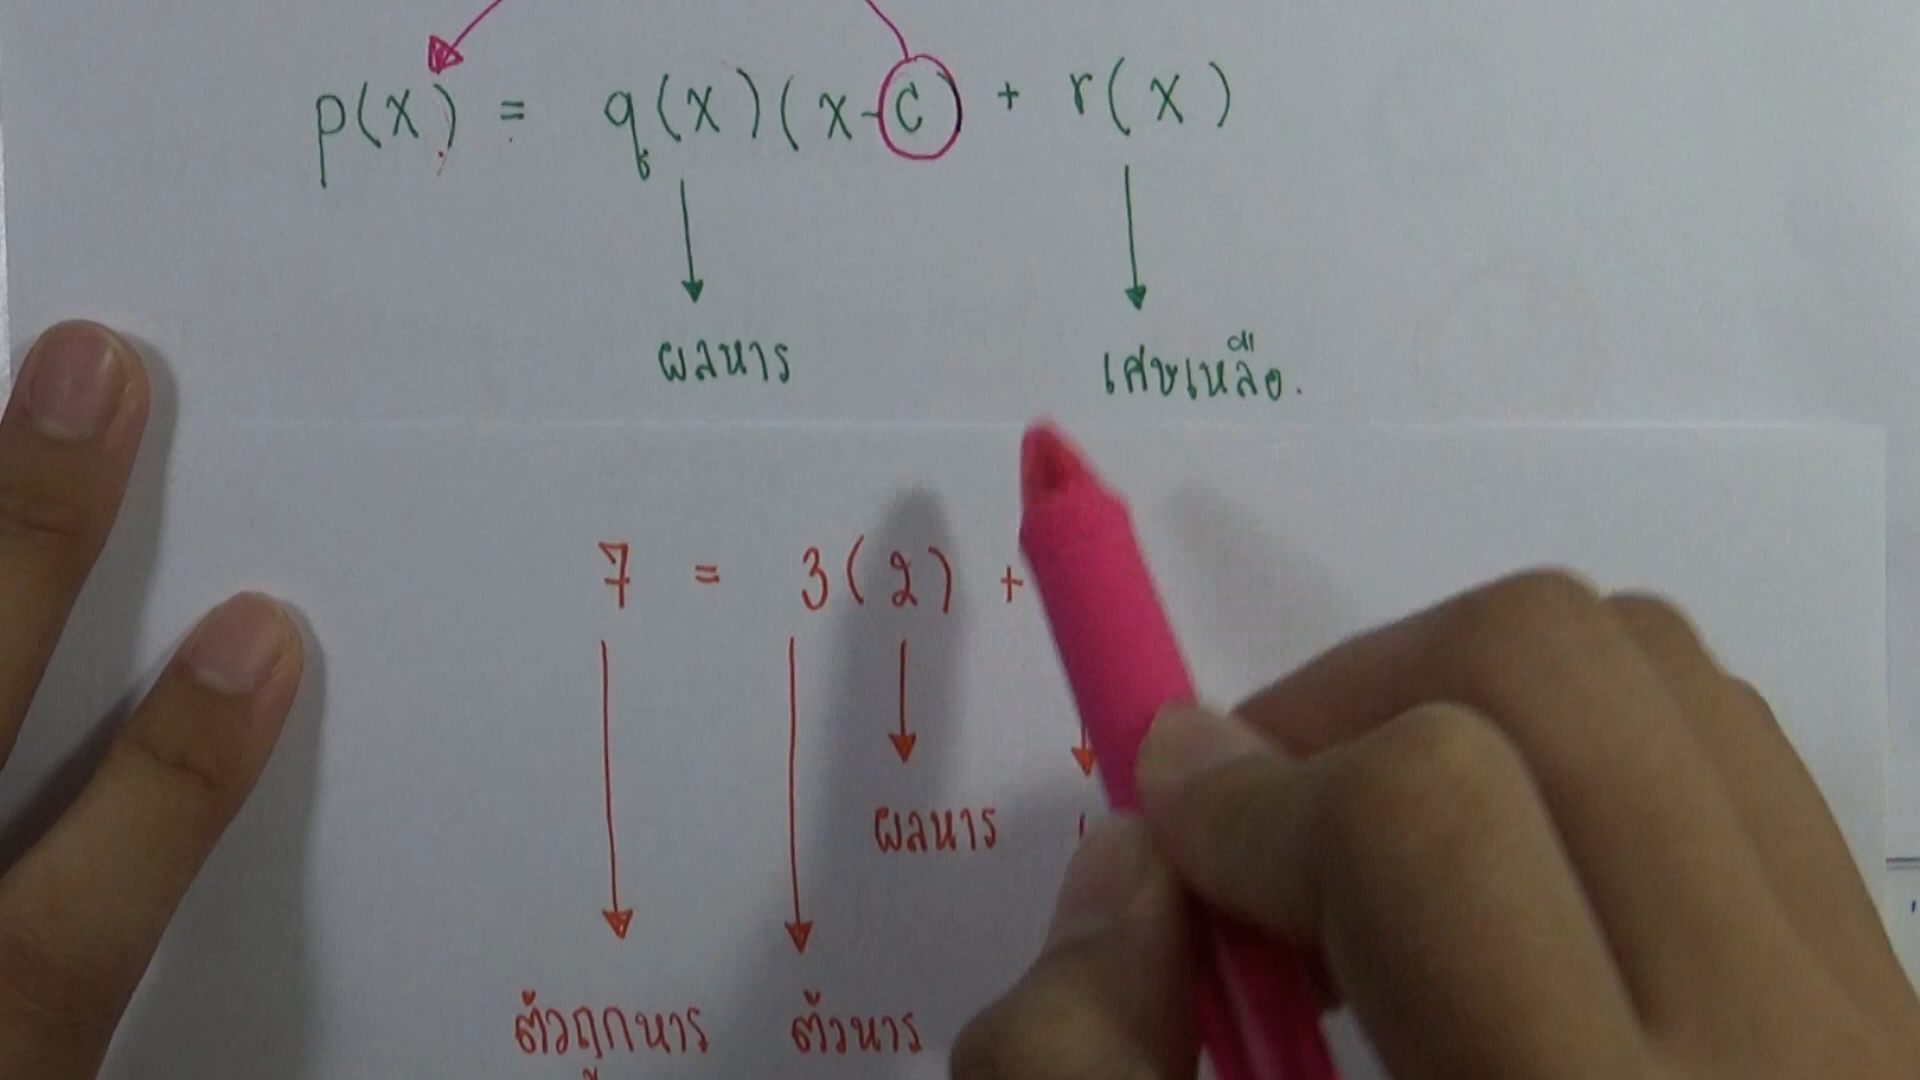 p(x) = q(x)(x-c) + r(x)
ผลหาร เศษเหลือ.
7 = 3(2) +
ผลหาร
ตัวถูกหาร ตัวหาร